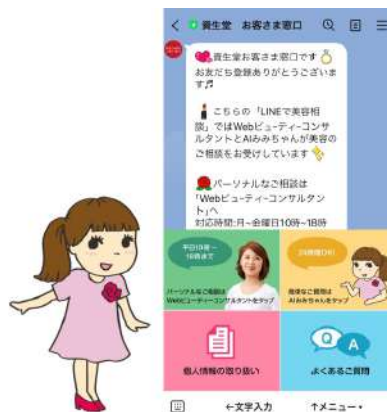 資生堂 お客さま窓口
資生堂お客さま窓口です
お友だち登録ありがとうございま
す♬
こちらの「LINEで美容相
談」ではWebビューティーコンサ
ルタントとAIみみちゃんが美容の
ご相談をお受けしています
パーソナルなご相談は
「Webビューティーコンサルタン
ト」へ
対応時間:月~金曜日10時~18時
平日10時~
18時まで
パーソナルなご相談は
Webビューティーコンサルタントをタップ
24時間OK!
簡単なご質問は
AIみみちゃんをタップ
個人情報の取り扱い
Q
A
よくあるご質問
←文字入力
↑メニュー・